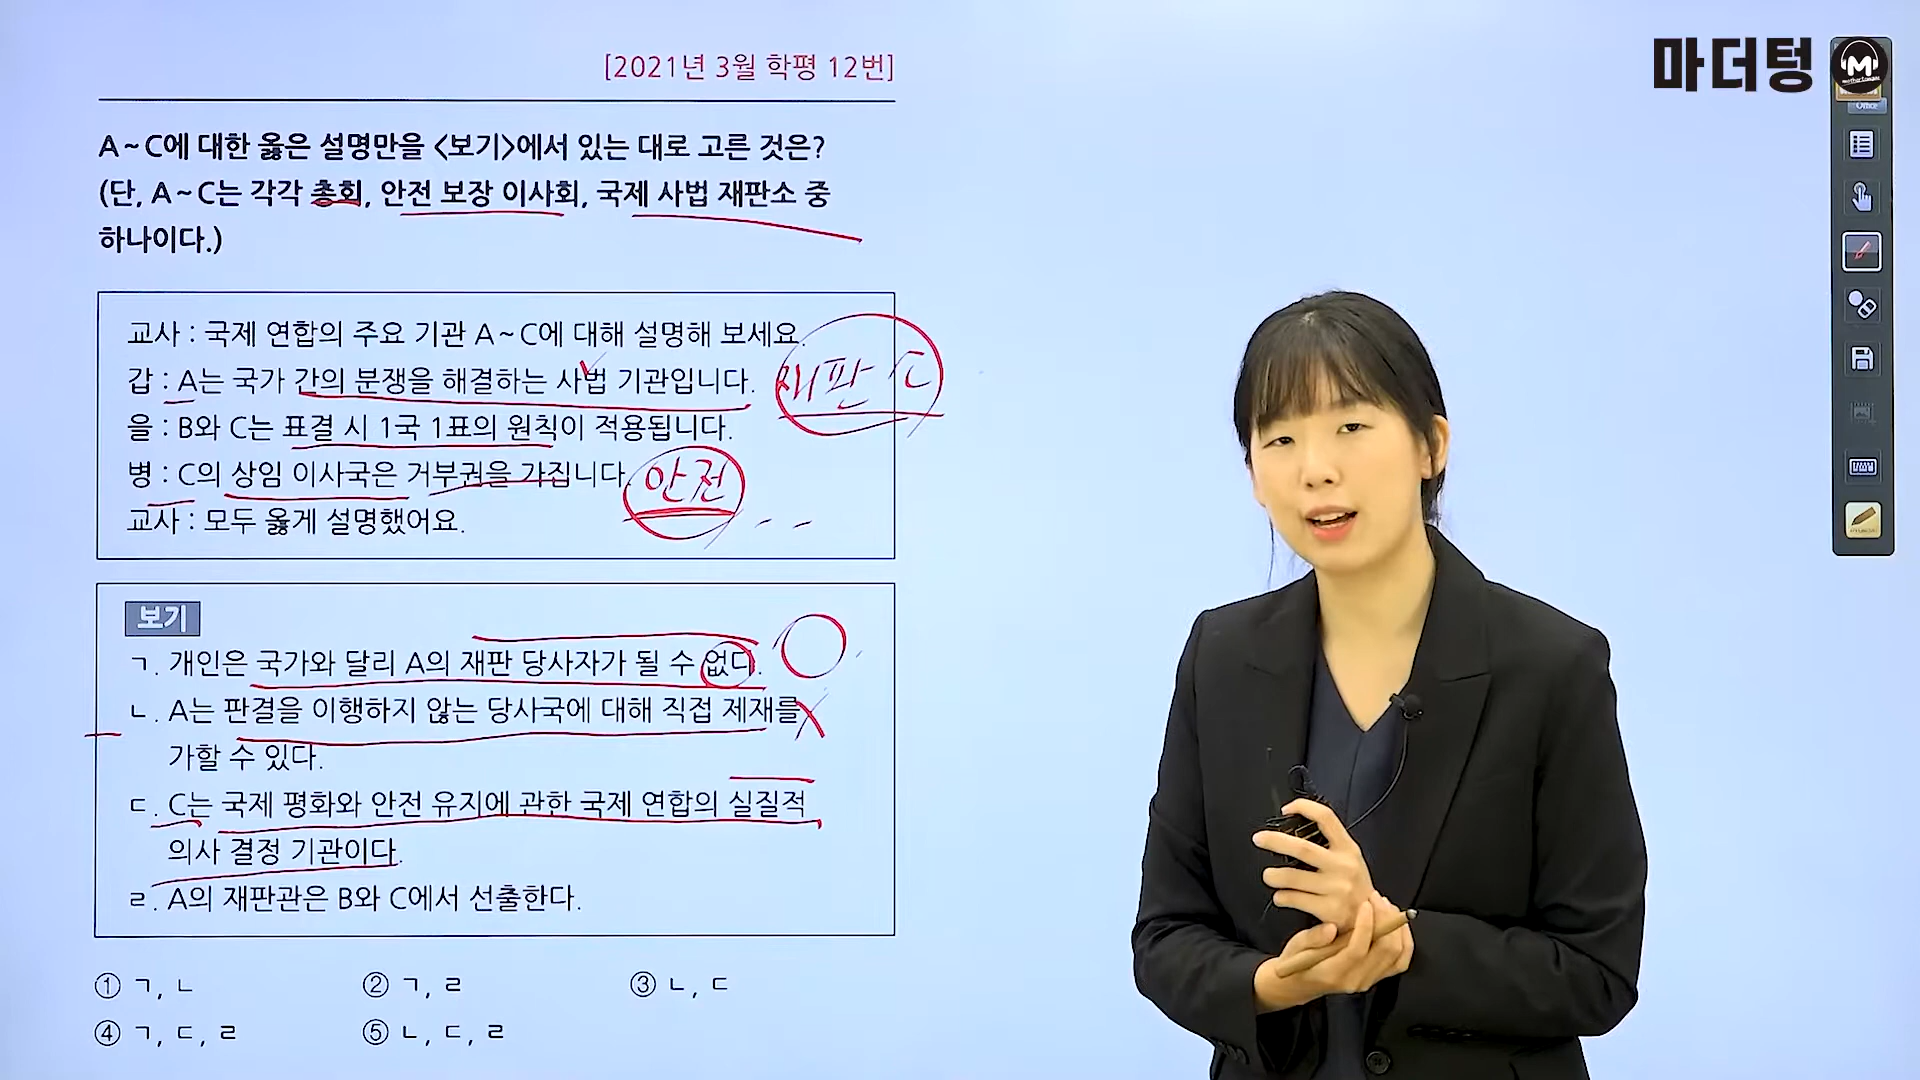 마더텅
[2021년 3월 학평 12번]
A~C에 대한 옳은 설명만을 <보기>에서 있는 대로 고른 것은?
(단, A~C는 각각 총회, 안전 보장 이사회, 국제 사법 재판소 중
하나이다.)
교사 : 국제 연합의 주요 기관 A~C에 대해 설명해 보세요.
갑 : A는 국가 간의 분쟁을 해결하는 사법 기관입니다. 재판
을 : B와 C는 표결 시 1국 1표의 원칙이 적용됩니다.
병 : C의 상임 이사국은 거부권을 가집니다. 안전
교사 : 모두 옳게 설명했어요.
보기
ㄱ. 개인은 국가와 달리 A의 재판 당사자가 될 수 없다.
ㄴ. A는 판결을 이행하지 않는 당사국에 대해 직접 제재를
가할 수 있다.
ㄷ. C는 국제 평화와 안전 유지에 관한 국제 연합의 실질적
의사 결정 기관이다.
ㄹ. A의 재판관은 B와 C에서 선출한다.
① ㄱ, ㄴ ② ㄱ, ㄹ ③ ㄴ, ㄷ
④ ㄱ, ㄷ, ㄹ ⑤ ㄴ, ㄷ, ㄹ